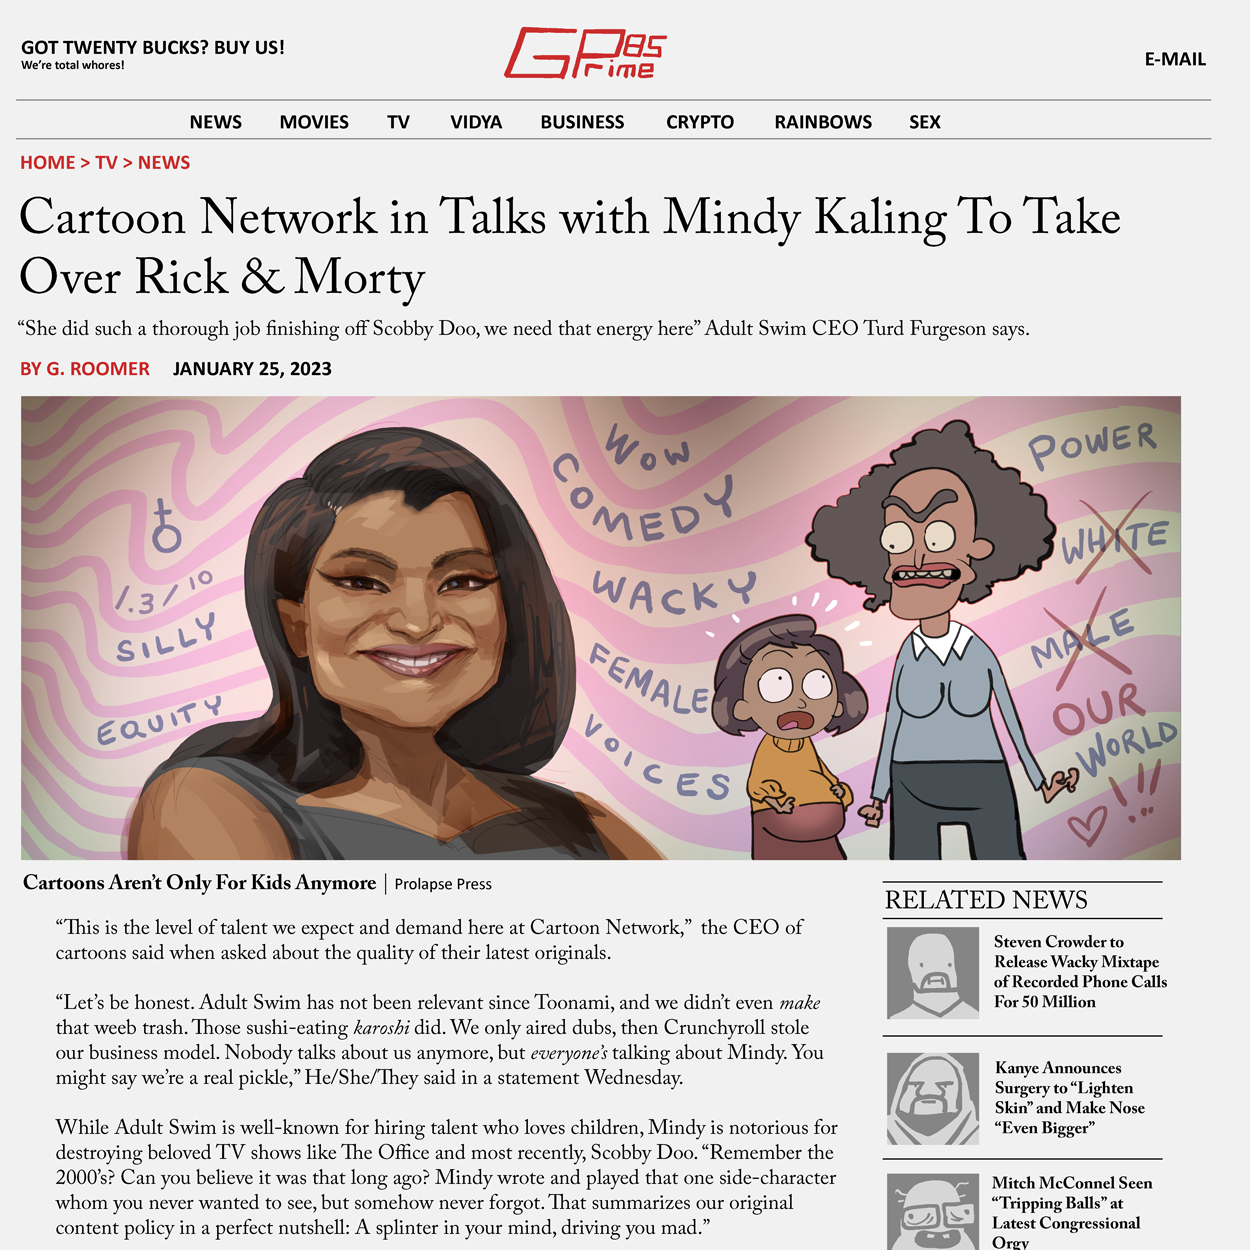 GOT TWENTY BUCKS? BUY US!
We're total whores!
GP85
rime
E-MAIL
NEWS MOVIES TV VIDYA BUSINESS CRYPTO RAINBOWS SEX
HOME > TV > NEWS
Cartoon Network in Talks with Mindy Kaling To Take
Over Rick & Morty
“She did such a thorough job finishing off Scobby Doo, we need that energy here” Adult Swim CEO Turd Furgeson says.
BY G. ROOMER JANUARY 25, 2023
1.3/10
SILLY
EQUITY
WOW
COMEDY
WACKY
FEMALE
VOICES
POWER
WHITE
MALE
OUR
WORLD
!!!
Cartoons Aren't Only For Kids Anymore | Prolapse Press
“This is the level of talent we expect and demand here at Cartoon Network,” the CEO of
cartoons said when asked about the quality of their latest originals.
“Let's be honest. Adult Swim has not been relevant since Toonami, and we didn't even make
that weeb trash. Those sushi-eating karoshi did. We only aired dubs, then Crunchyroll stole
our business model. Nobody talks about us anymore, but everyone's talking about Mindy. You
might say we're a real pickle,” He/She/They said in a statement Wednesday.
While Adult Swim is well-known for hiring talent who loves children, Mindy is notorious for
destroying beloved TV shows like The Office and most recently, Scobby Doo. “Remember the
2000's? Can you believe it was that long ago? Mindy wrote and played that one side-character
whom you never wanted to see, but somehow never forgot. That summarizes our original
content policy in a perfect nutshell: A splinter in your mind, driving you mad.”
RELATED NEWS
Steven Crowder to
Release Wacky Mixtape
of Recorded Phone Calls
For 50 Million
Kanye Announces
Surgery to “Lighten
Skin” and Make Nose
“Even Bigger”
Mitch McConnel Seen
“Tripping Balls” at
Latest Congressional
Orgy